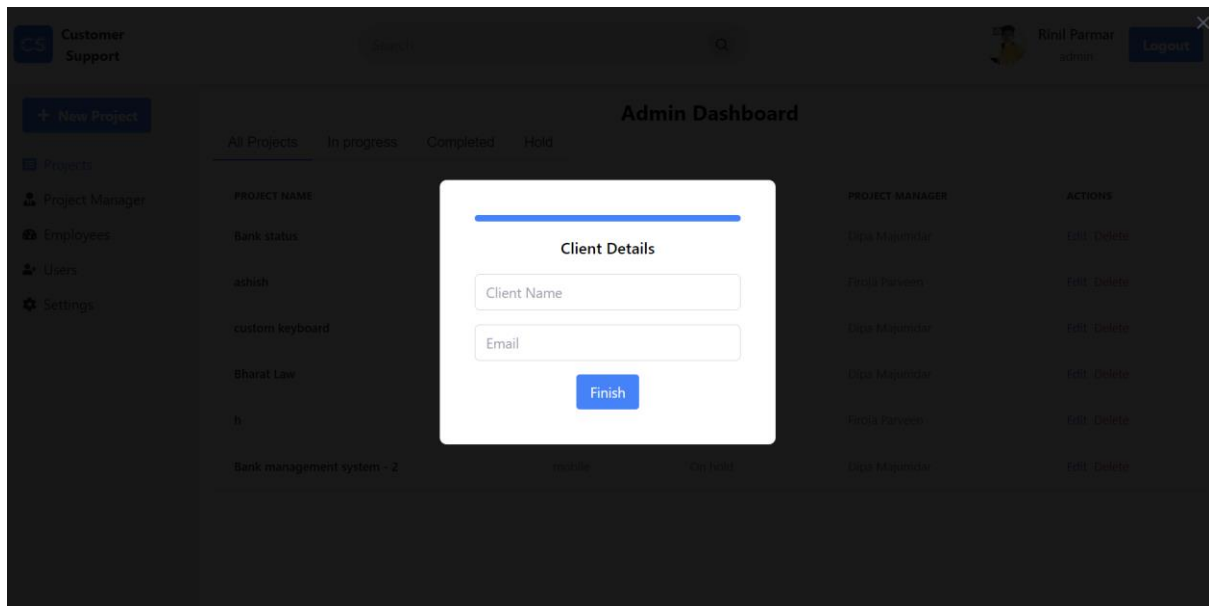 CS
Customer
Support
Search
Rinil Parmar
admin
Logout
+ New Project
Projects
Project Manager
Employees
Users
Settings
Admin Dashboard
All Projects In progress Completed Hold
PROJECT NAME PROJECT MANAGER ACTIONS
Bank status Dipa Majumdar Edit Delete
ashish Firoja Parveen Edit Delete
custom keyboard Dipa Majumdar Edit Delete
Bharat Law Dipa Majumdar Edit Delete
Firoja Parveen Edit Delete
Bank management system - 2 mobile On hold Dipa Majumdar Edit Delete
Client Details
Client Name
Email
Finish